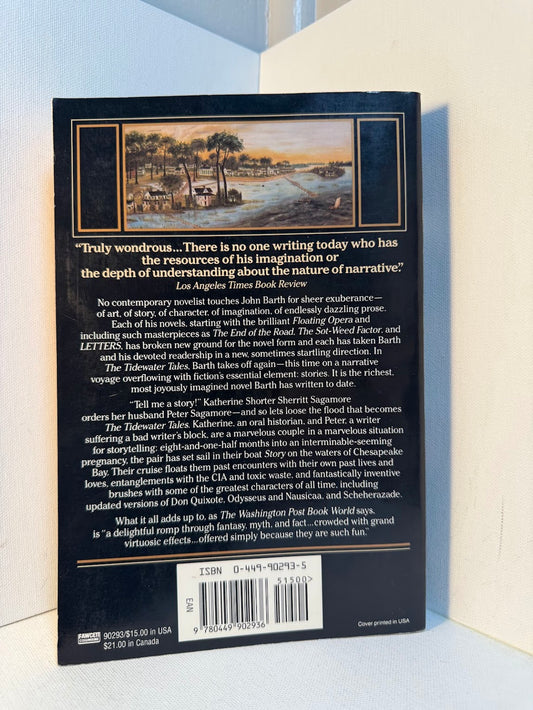 "Truly wondrous...There is no one writing today who has
the resources of his imagination or
the depth of understanding about the nature of narrative."
Los Angeles Times Book Review
No contemporary novelist touches John Barth for sheer exuberance—
of art, of story, of character, of imagination, of endlessly dazzling prose.
Each of his novels, starting with the brilliant Floating Opera and
including such masterpieces as The End of the Road, The Sot-Weed Factor, and
LETTERS, has broken new ground for the novel form and each has taken Barth
and his devoted readership in a new, sometimes startling direction. In
The Tidewater Tales, Barth takes off again—this time on a narrative
voyage overflowing with fiction's essential element: stories. It is the richest,
most joyously imagined novel Barth has written to date.
"Tell me a story!" Katherine Shorter Sherritt Sagamore
orders her husband Peter Sagamore—and so lets loose the flood that becomes
The Tidewater Tales. Katherine, an oral historian, and Peter, a writer
suffering a bad writer's block, are a marvelous couple in a marvelous situation
for storytelling: eight-and-one-half months into an interminable-seeming
pregnancy, the pair has set sail in their boat Story on the waters of Chesapeake
Bay. Their cruise floats them past encounters with their own past lives and
loves, entanglements with the CIA and toxic waste, and fantastically inventive
brushes with some of the greatest characters of all time, including
updated versions of Don Quixote, Odysseus and Nausicaa, and Scheherazade.
What it all adds up to, as The Washington Post Book World says,
is "a delightful romp through fantasy, myth, and fact...crowded with grand
virtuosic effects...offered simply because they are such fun."
ISBN 0-449-90293-5
51500>
EAN
9 780449 902936
FAWCETT
COLUMBINE
90293/$15.00 in USA
$21.00 in Canada
Cover printed in USA